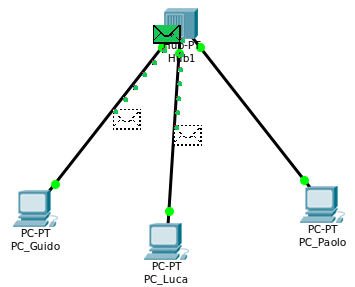 Hub-PT
Hub1
PC-PT
PC_Guido
PC-PT
PC_Luca
PC-PT
PC_Paolo